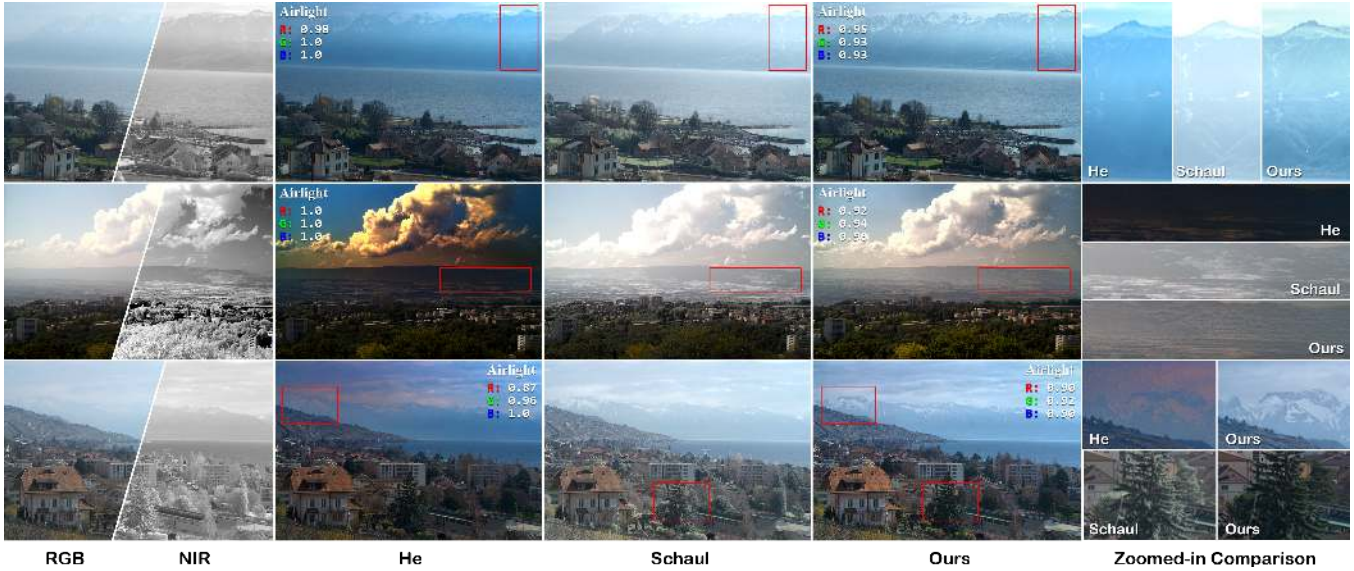 Airlight
R: 0.98
G: 1.0
B: 1.0
Airlight
R: 0.95
G: 0.93
B: 0.93
He
Schaul
Ours
Airlight
R: 1.0
G: 1.0
B: 1.0
Airlight
R: 0.92
G: 0.94
B: 0.90
He
Schaul
Ours
Airlight
R: 0.87
G: 0.96
B: 1.0
Airlight
R: 0.90
G: 0.92
B: 0.90
He
Ours
Schaul
Ours
RGB
NIR
He
Schaul
Ours
Zoomed-in Comparison